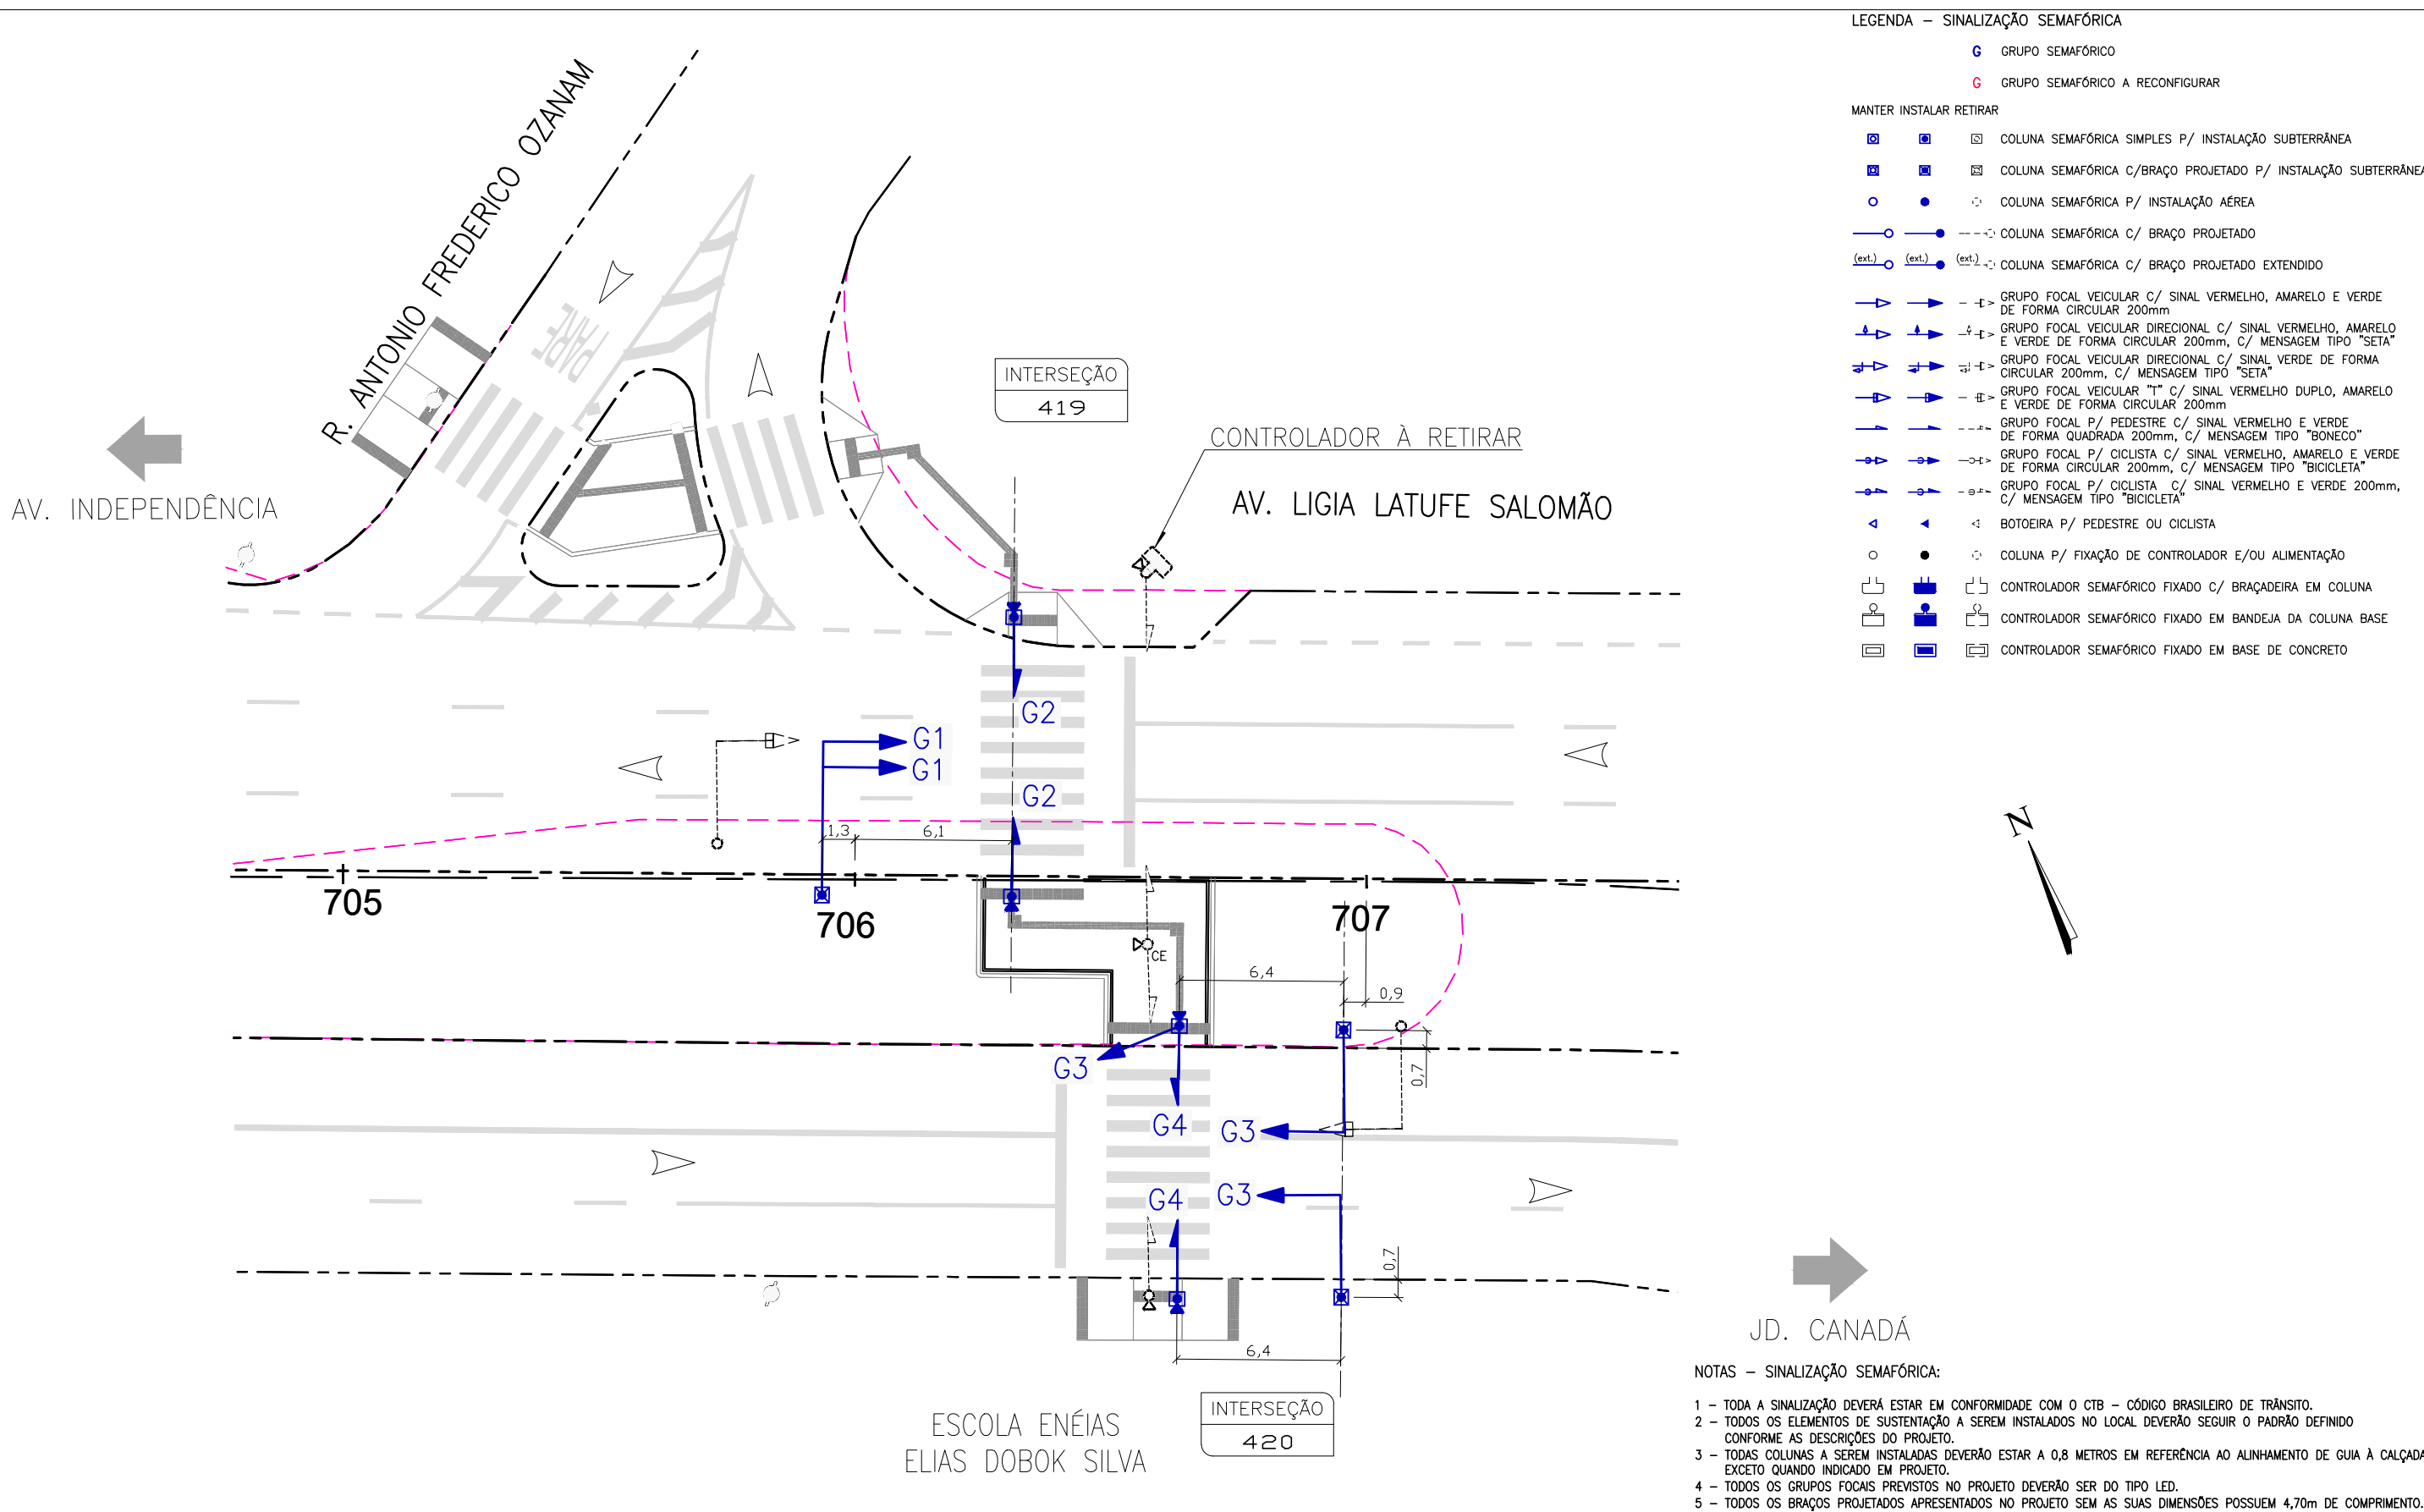 LEGENDA – SINALIZAÇÃO SEMAFÓRICA
G GRUPO SEMAFÓRICO
G GRUPO SEMAFÓRICO A RECONFIGURAR
MANTER INSTALAR RETIRAR
COLUNA SEMAFÓRICA SIMPLES P/ INSTALAÇÃO SUBTERRÂNEA
COLUNA SEMAFÓRICA C/BRAÇO PROJETADO P/ INSTALAÇÃO SUBTERRÂNEA
COLUNA SEMAFÓRICA P/ INSTALAÇÃO AÉREA
COLUNA SEMAFÓRICA C/ BRAÇO PROJETADO
(ext.) (ext.) (ext.) COLUNA SEMAFÓRICA C/ BRAÇO PROJETADO EXTENDIDO
GRUPO FOCAL VEICULAR C/ SINAL VERMELHO, AMARELO E VERDE
DE FORMA CIRCULAR 200mm
GRUPO FOCAL VEICULAR DIRECIONAL C/ SINAL VERMELHO, AMARELO
E VERDE DE FORMA CIRCULAR 200mm, C/ MENSAGEM TIPO "SETA"
GRUPO FOCAL VEICULAR DIRECIONAL C/ SINAL VERDE DE FORMA
CIRCULAR 200mm, C/ MENSAGEM TIPO "SETA"
GRUPO FOCAL VEICULAR "T" C/ SINAL VERMELHO DUPLO, AMARELO
E VERDE DE FORMA CIRCULAR 200mm
GRUPO FOCAL P/ PEDESTRE C/ SINAL VERMELHO E VERDE
DE FORMA QUADRADA 200mm, C/ MENSAGEM TIPO "BONECO"
GRUPO FOCAL P/ CICLISTA C/ SINAL VERMELHO, AMARELO E VERDE
DE FORMA CIRCULAR 200mm, C/ MENSAGEM TIPO "BICICLETA"
GRUPO FOCAL P/ CICLISTA C/ SINAL VERMELHO E VERDE 200mm,
C/ MENSAGEM TIPO "BICICLETA"
BOTOEIRA P/ PEDESTRE OU CICLISTA
COLUNA P/ FIXAÇÃO DE CONTROLADOR E/OU ALIMENTAÇÃO
CONTROLADOR SEMAFÓRICO FIXADO C/ BRAÇADEIRA EM COLUNA
CONTROLADOR SEMAFÓRICO FIXADO EM BANDEJA DA COLUNA BASE
CONTROLADOR SEMAFÓRICO FIXADO EM BASE DE CONCRETO
R. ANTONIO FREDERICO OZANAM
PARE
INTERSEÇÃO
419
CONTROLADOR À RETIRAR
AV. INDEPENDÊNCIA
AV. LIGIA LATUFE SALOMÃO
G2
G1
G1
G2
1,3
6,1
N
705
706
707
CE
6,4
0,9
G3
0,7
G4
G3
G4
G3
0,7
6,4
JD. CANADÁ
INTERSEÇÃO
420
ESCOLA ENÉIAS
ELIAS DOBOK SILVA
NOTAS – SINALIZAÇÃO SEMAFÓRICA:
1 – TODA A SINALIZAÇÃO DEVERÁ ESTAR EM CONFORMIDADE COM O CTB – CÓDIGO BRASILEIRO DE TRÂNSITO.
2 – TODOS OS ELEMENTOS DE SUSTENTAÇÃO A SEREM INSTALADOS NO LOCAL DEVERÃO SEGUIR O PADRÃO DEFINIDO
CONFORME AS DESCRIÇÕES DO PROJETO.
3 – TODAS COLUNAS A SEREM INSTALADAS DEVERÃO ESTAR A 0,8 METROS EM REFERÊNCIA AO ALINHAMENTO DE GUIA À CALÇADA
EXCETO QUANDO INDICADO EM PROJETO.
4 – TODOS OS GRUPOS FOCAIS PREVISTOS NO PROJETO DEVERÃO SER DO TIPO LED.
5 – TODOS OS BRAÇOS PROJETADOS APRESENTADOS NO PROJETO SEM AS SUAS DIMENSÕES POSSUEM 4,70m DE COMPRIMENTO.